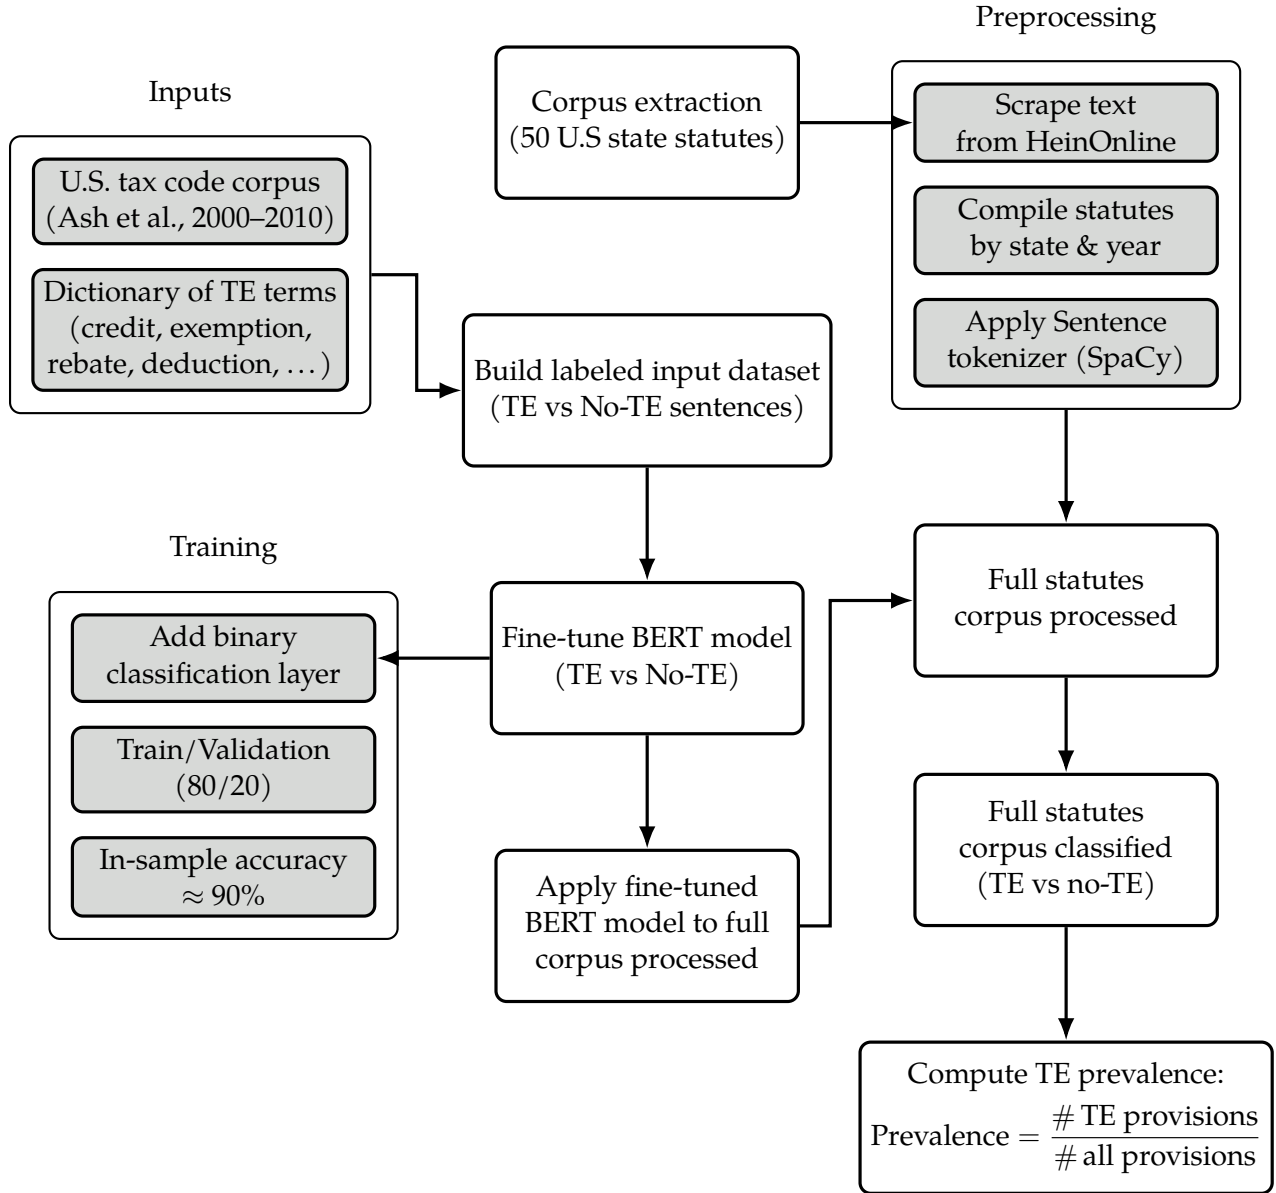 Preprocessing
Corpus extraction
(50 U.S state statutes)
Scrape text
from HeinOnline
Compile statutes
by state & year
Apply Sentence
tokenizer (SpaCy)
Inputs
U.S. tax code corpus
(Ash et al., 2000–2010)
Dictionary of TE terms
(credit, exemption,
rebate, deduction, …)
Build labeled input dataset
(TE vs No-TE sentences)
Training
Add binary
classification layer
Train/Validation
(80/20)
In-sample accuracy
≈ 90%
Fine-tune BERT model
(TE vs No-TE)
Apply fine-tuned
BERT model to full
corpus processed
Full statutes
corpus processed
Full statutes
corpus classified
(TE vs no-TE)
Compute TE prevalence:
Prevalence = # TE provisions / # all provisions